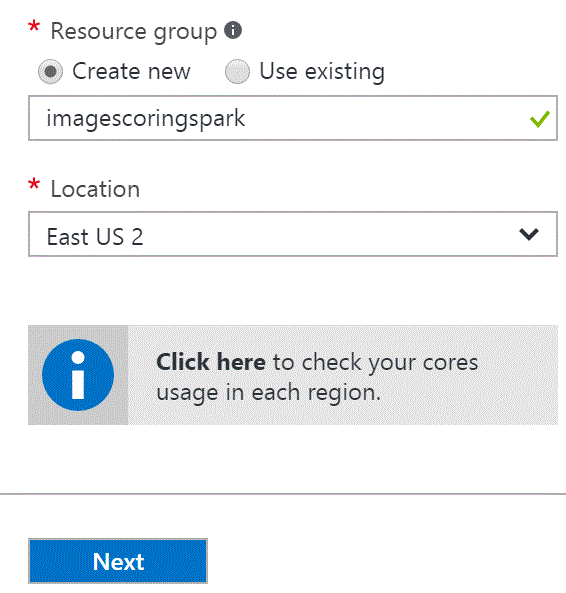 * Resource group
Create new Use existing
imagescoringspark
* Location
East US 2
Click here to check your cores
usage in each region.
Next